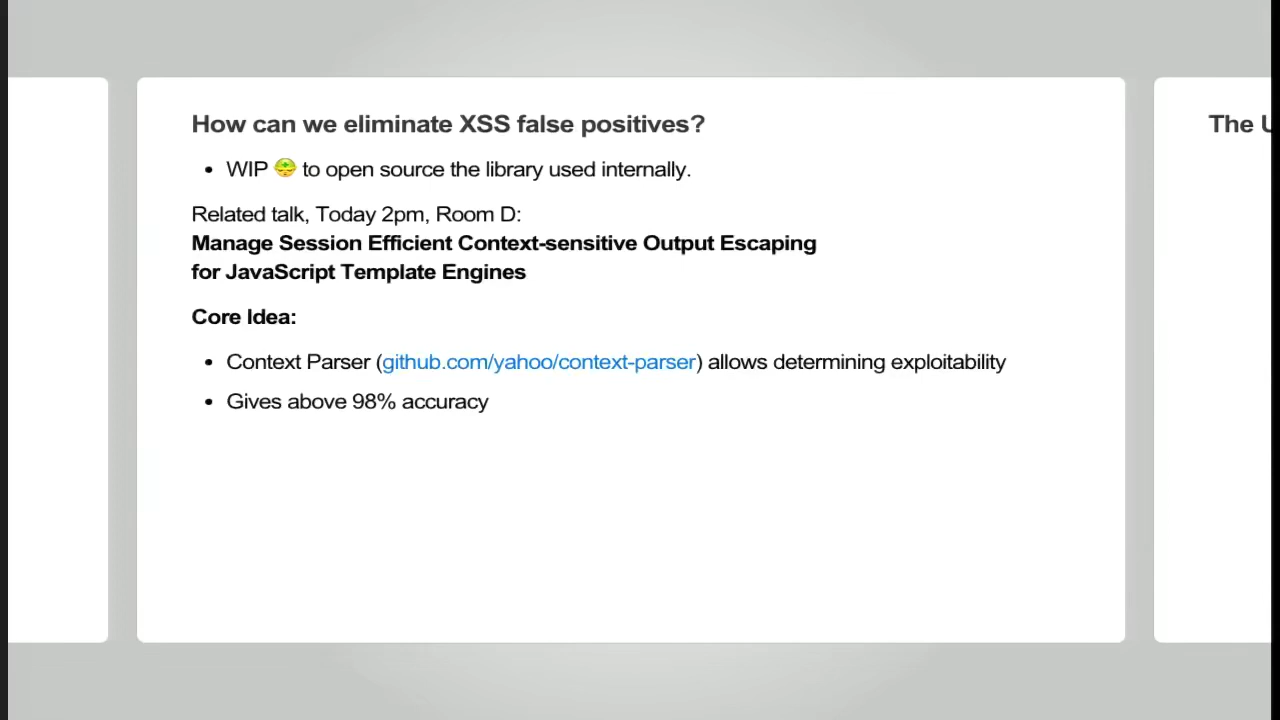 How can we eliminate XSS false positives?
• WIP to open source the library used internally.
Related talk, Today 2pm, Room D:
Manage Session Efficient Context-sensitive Output Escaping
for JavaScript Template Engines
Core Idea:
• Context Parser (github.com/yahoo/context-parser) allows determining exploitability
• Gives above 98% accuracy
The